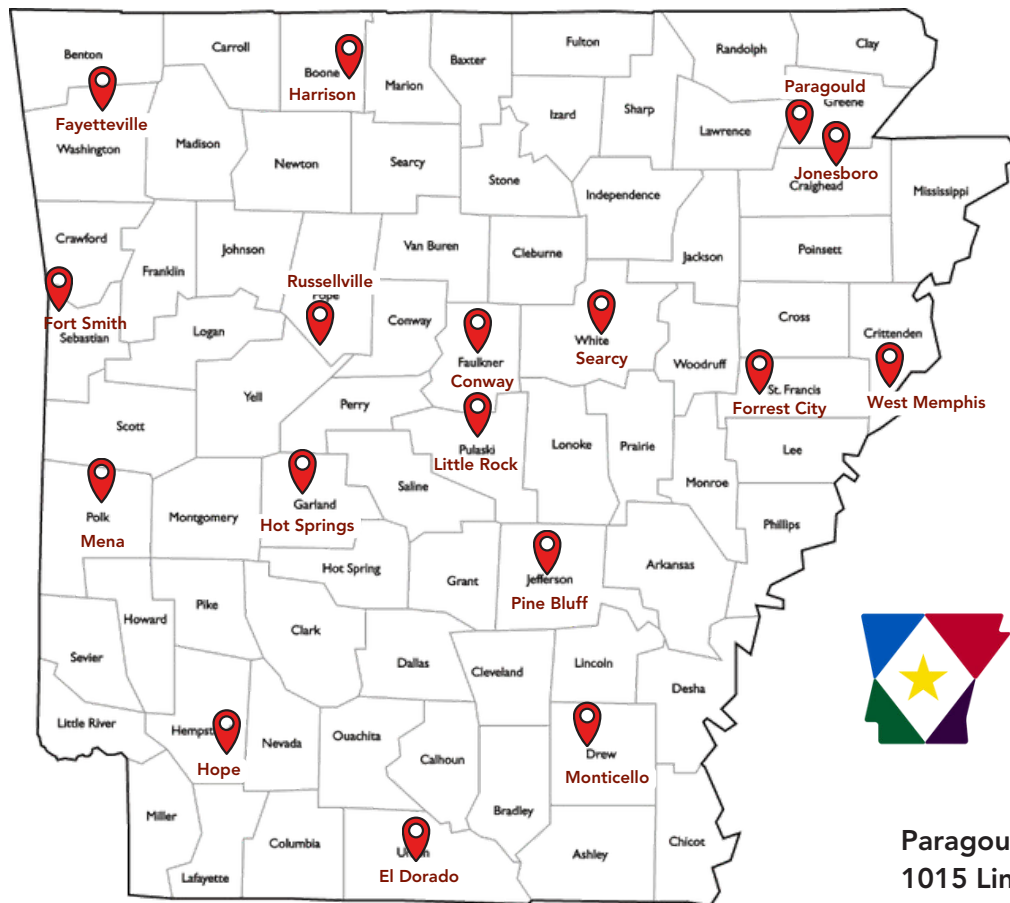 Benton
Carroll
Boone
Harrison
Marion
Baxter
Fulton
Randolph
Clay
Fayetteville
Washington
Madison
Newton
Searcy
Stone
Izard
Sharp
Lawrence
Paragould
Greene
Jonesboro
Craighead
Mississippi
Independence
Crawford
Franklin
Johnson
Van Buren
Cleburne
Jackson
Poinsett
Russellville
Pope
Fort Smith
Sebastian
Logan
Conway
Faulkner
Conway
White
Searcy
Woodruff
Cross
Crittenden
St. Francis
Forrest City
West Memphis
Scott
Yell
Perry
Pulaski
Little Rock
Lonoke
Prairie
Lee
Monroe
Polk
Mena
Montgomery
Garland
Hot Springs
Saline
Phillips
Hot Spring
Grant
Jefferson
Pine Bluff
Arkansas
Howard
Pike
Clark
Sevier
Dallas
Cleveland
Lincoln
Desha
Little River
Hempst
Hope
Nevada
Ouachita
Calhoun
Drew
Monticello
Miller
Bradley
Lafayette
Columbia
El Dorado
Ashley
Chicot
Paragou
1015 Lin